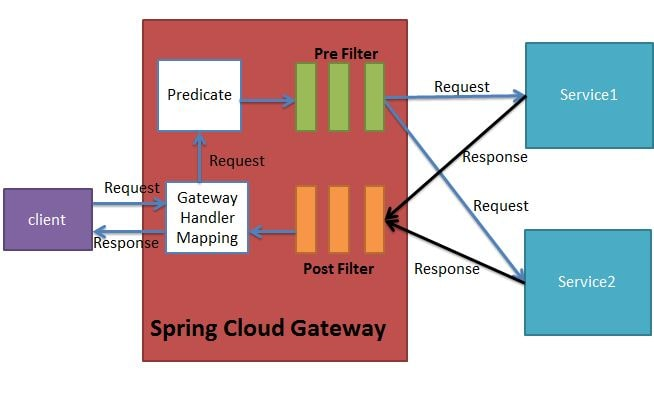 Pre Filter
Predicate
Request
Service1
Request
Response
Request
Gateway
Handler
Mapping
client
Response
Request
Post Filter
Response
Service2
Spring Cloud Gateway